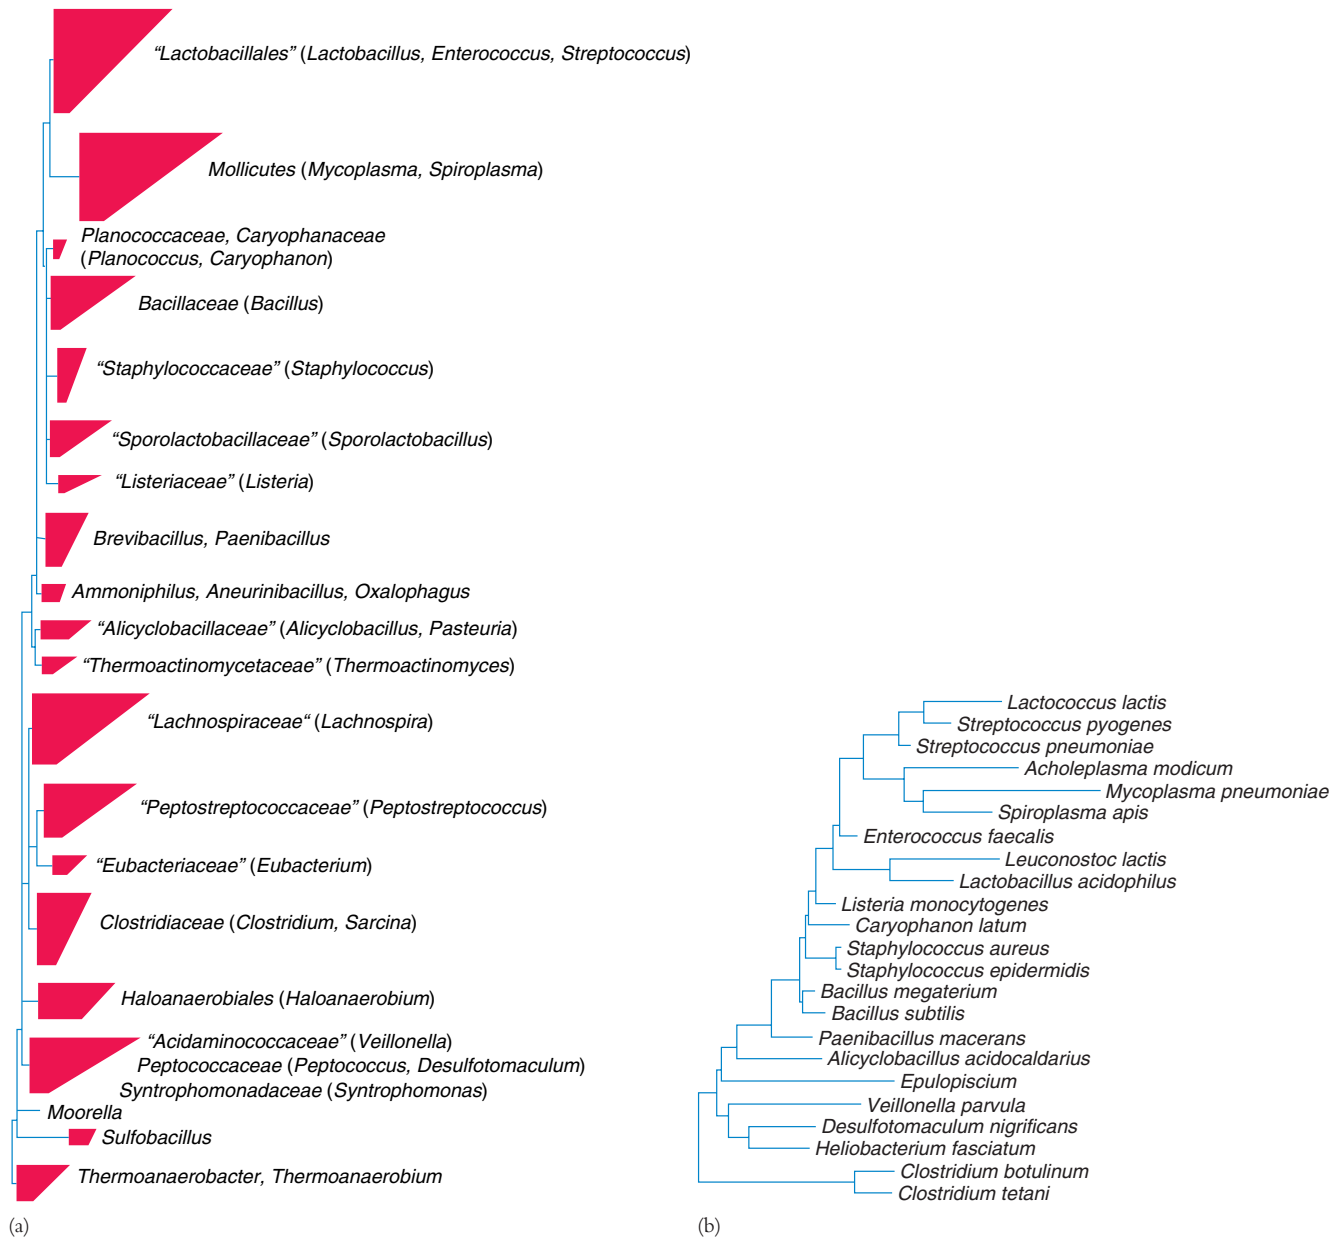 “Lactobacillales” (Lactobacillus, Enterococcus, Streptococcus)
Mollicutes (Mycoplasma, Spiroplasma)
Planococcaceae, Caryophanaceae
(Planococcus, Caryophanon)
Bacillaceae (Bacillus)
“Staphylococcaceae” (Staphylococcus)
“Sporolactobacillaceae” (Sporolactobacillus)
“Listeriaceae” (Listeria)
Brevibacillus, Paenibacillus
Ammoniphilus, Aneurinibacillus, Oxalophagus
“Alicyclobacillaceae” (Alicyclobacillus, Pasteuria)
“Thermoactinomycetaceae” (Thermoactinomyces)
“Lachnospiraceae“ (Lachnospira)
“Peptostreptococcaceae” (Peptostreptococcus)
“Eubacteriaceae” (Eubacterium)
Clostridiaceae (Clostridium, Sarcina)
Haloanaerobiales (Haloanaerobium)
“Acidaminococcaceae” (Veillonella)
Peptococcaceae (Peptococcus, Desulfotomaculum)
Syntrophomonadaceae (Syntrophomonas)
Moorella
Sulfobacillus
Thermoanaerobacter, Thermoanaerobium
(a)
Lactococcus lactis
Streptococcus pyogenes
Streptococcus pneumoniae
Acholeplasma modicum
Mycoplasma pneumoniae
Spiroplasma apis
Enterococcus faecalis
Leuconostoc lactis
Lactobacillus acidophilus
Listeria monocytogenes
Caryophanon latum
Staphylococcus aureus
Staphylococcus epidermidis
Bacillus megaterium
Bacillus subtilis
Paenibacillus macerans
Alicyclobacillus acidocaldarius
Epulopiscium
Veillonella parvula
Desulfotomaculum nigrificans
Heliobacterium fasciatum
Clostridium botulinum
Clostridium tetani
(b)